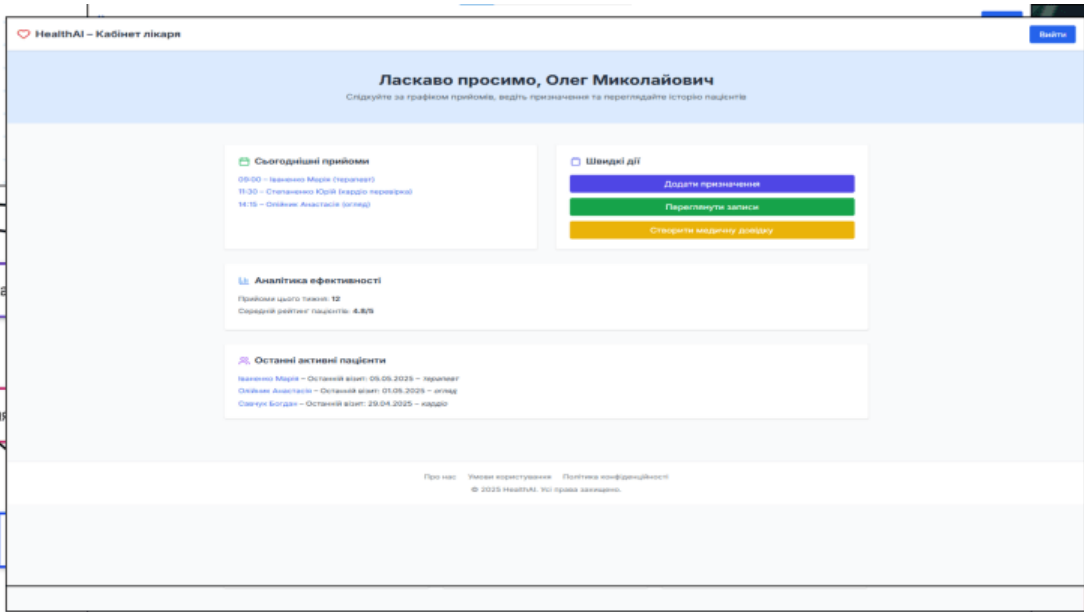 HealthAI – Кабінет лікаря
Вийти
Ласкаво просимо, Олег Миколайович
Слідкуйте за графіком прийомів, ведіть призначення та переглядайте історію пацієнтів
Сьогоднішні прийоми
09:00 – Іваненко Марія (терапевт)
11:30 – Степаненко Юрій (кардіо перевірка)
14:15 – Олійник Анастасія (огляд)
Швидкі дії
Додати призначення
Переглянути записи
Створити медичну довідку
Аналітика ефективності
Прийоми цього тижня: 12
Середній рейтинг пацієнтів: 4.8/5
Останні активні пацієнти
Іваненко Марія – Останній візит: 05.05.2025 – терапевт
Олійник Анастасія – Останній візит: 01.05.2025 – огляд
Савчук Богдан – Останній візит: 29.04.2025 – кардіо
Про нас Умови користування Політика конфіденційності
© 2025 HealthAI. Усі права захищено.